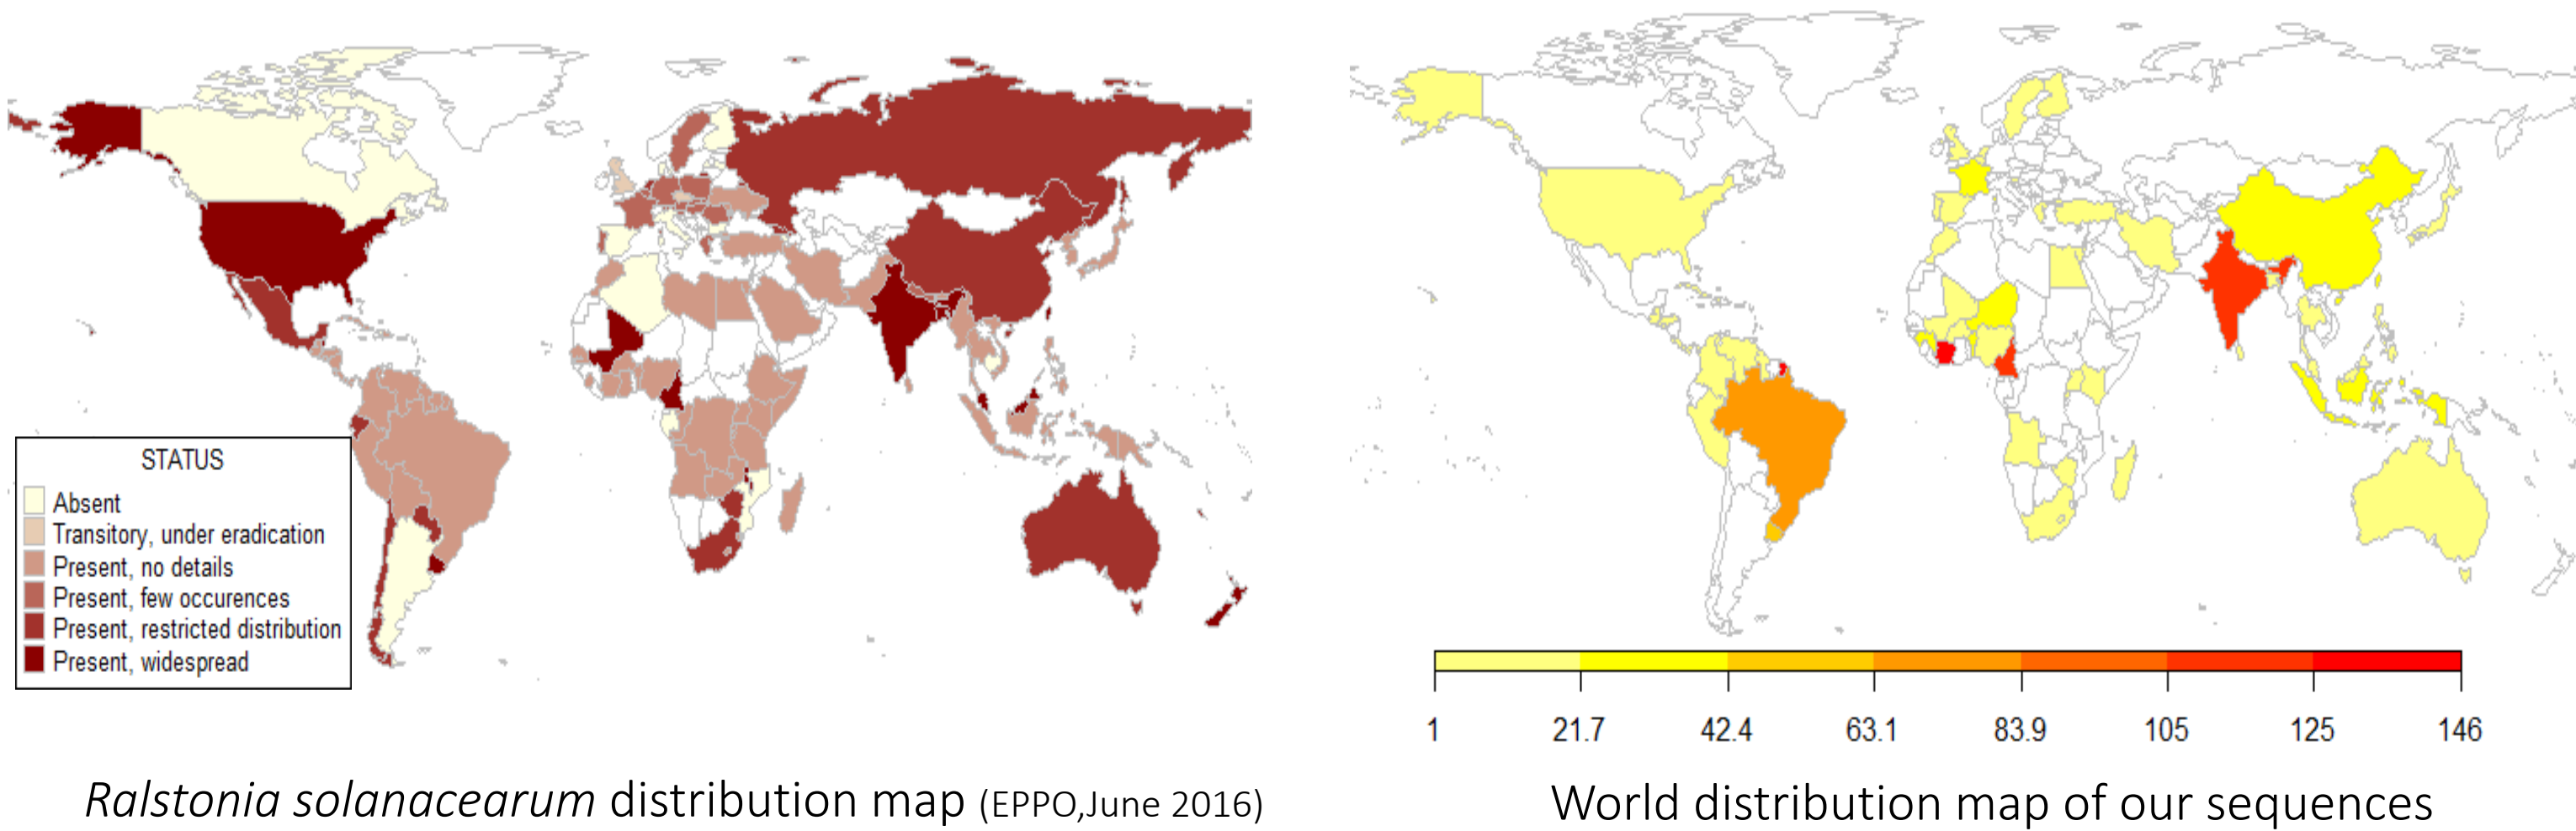 STATUS
Absent
Transitory, under eradication
Present, no details
Present, few occurences
Present, restricted distribution
Present, widespread
1 21.7 42.4 63.1 83.9 105 125 146
Ralstonia solanacearum distribution map (EPPO,June 2016)
World distribution map of our sequences